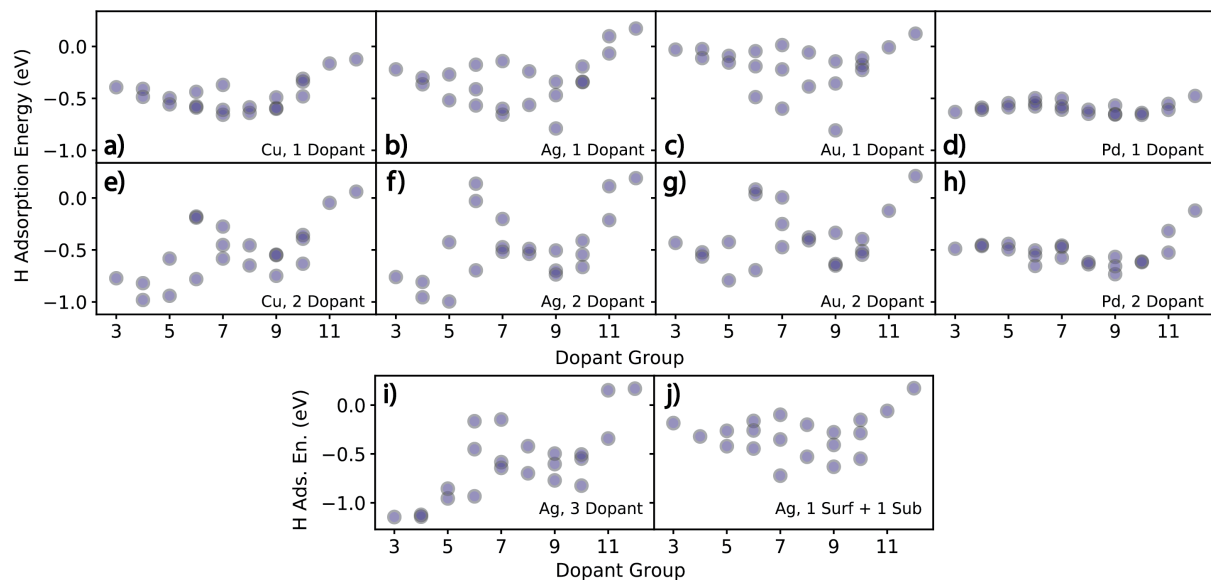 H Adsorption Energy (eV)
0.0
−0.5
−1.0
a)
Cu, 1 Dopant
b)
Ag, 1 Dopant
c)
Au, 1 Dopant
d)
Pd, 1 Dopant
0.0
−0.5
−1.0
e)
Cu, 2 Dopant
f)
Ag, 2 Dopant
g)
Au, 2 Dopant
h)
Pd, 2 Dopant
3 5 7 9 11 3 5 7 9 11 3 5 7 9 11 3 5 7 9 11
Dopant Group
H Ads. En. (eV)
0.0
−0.5
−1.0
i)
Ag, 3 Dopant
j)
Ag, 1 Surf + 1 Sub
3 5 7 9 11 3 5 7 9 11
Dopant Group